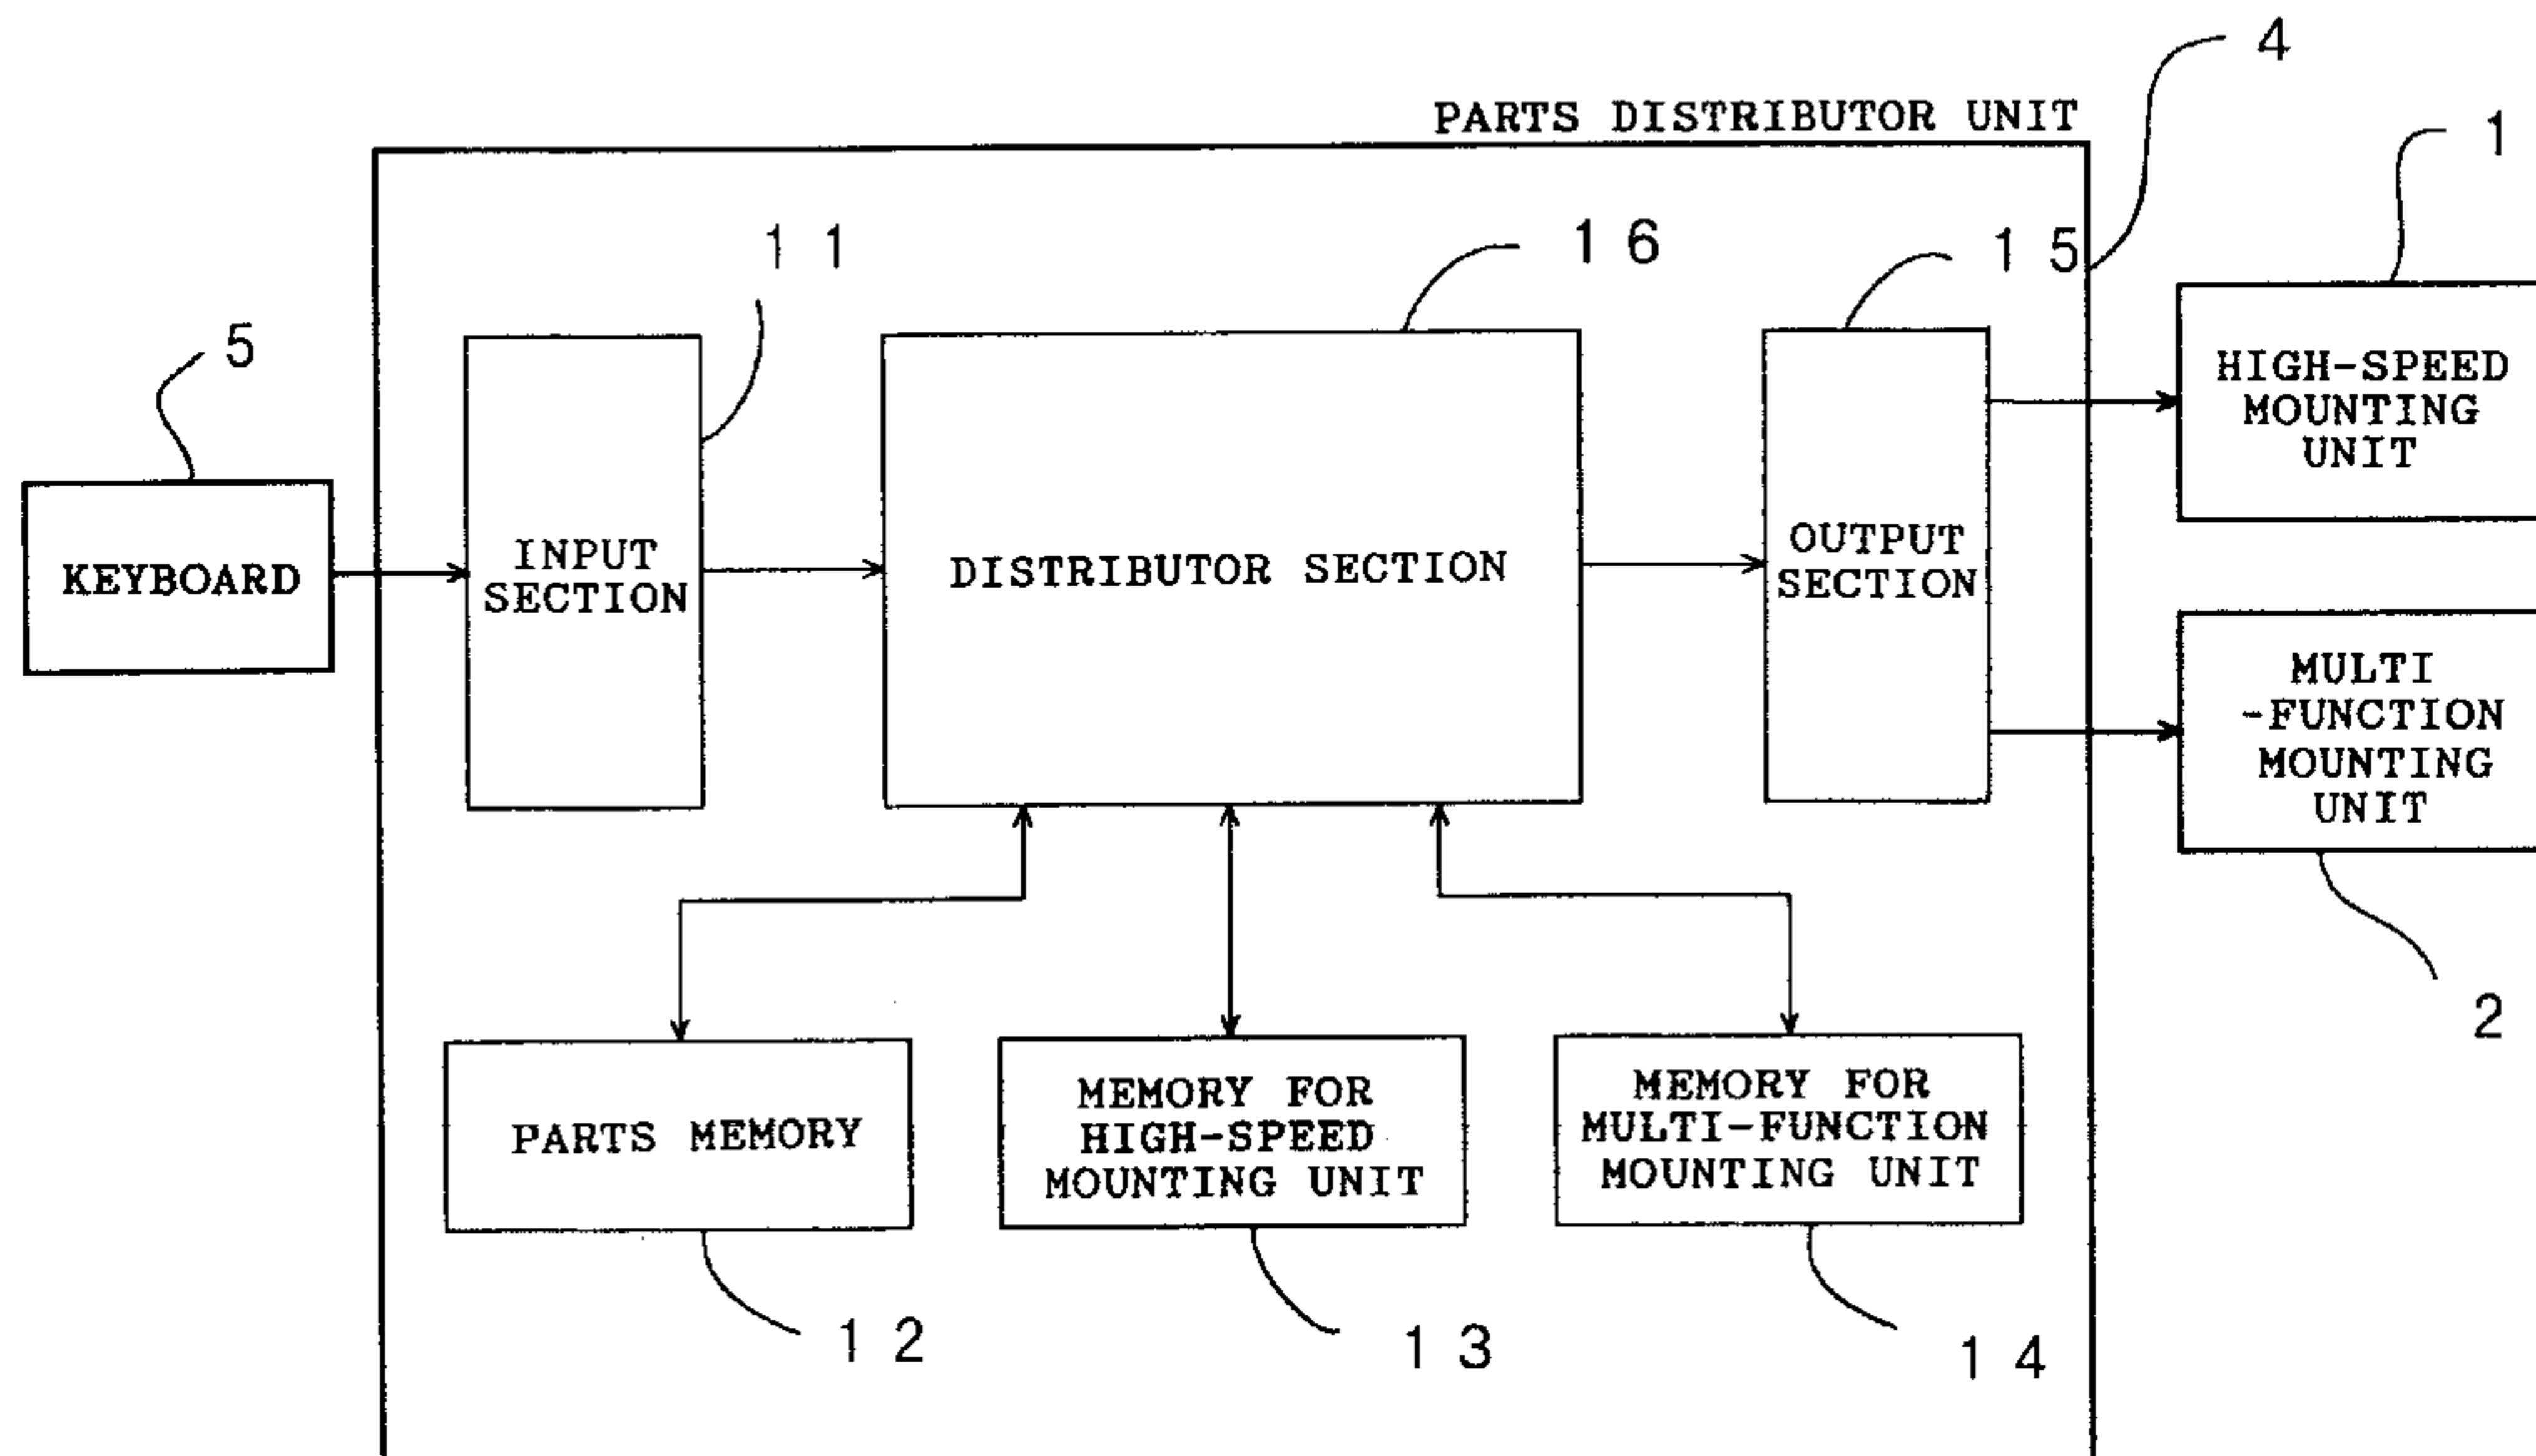 4
PARTS DISTRIBUTOR UNIT
1
11
16
15
5
HIGH-SPEED
MOUNTING
UNIT
KEYBOARD
INPUT
SECTION
DISTRIBUTOR SECTION
OUTPUT
SECTION
MULTI
-FUNCTION
MOUNTING
UNIT
2
PARTS MEMORY
MEMORY FOR
HIGH-SPEED
MOUNTING UNIT
MEMORY FOR
MULTI-FUNCTION
MOUNTING UNIT
12
13
14